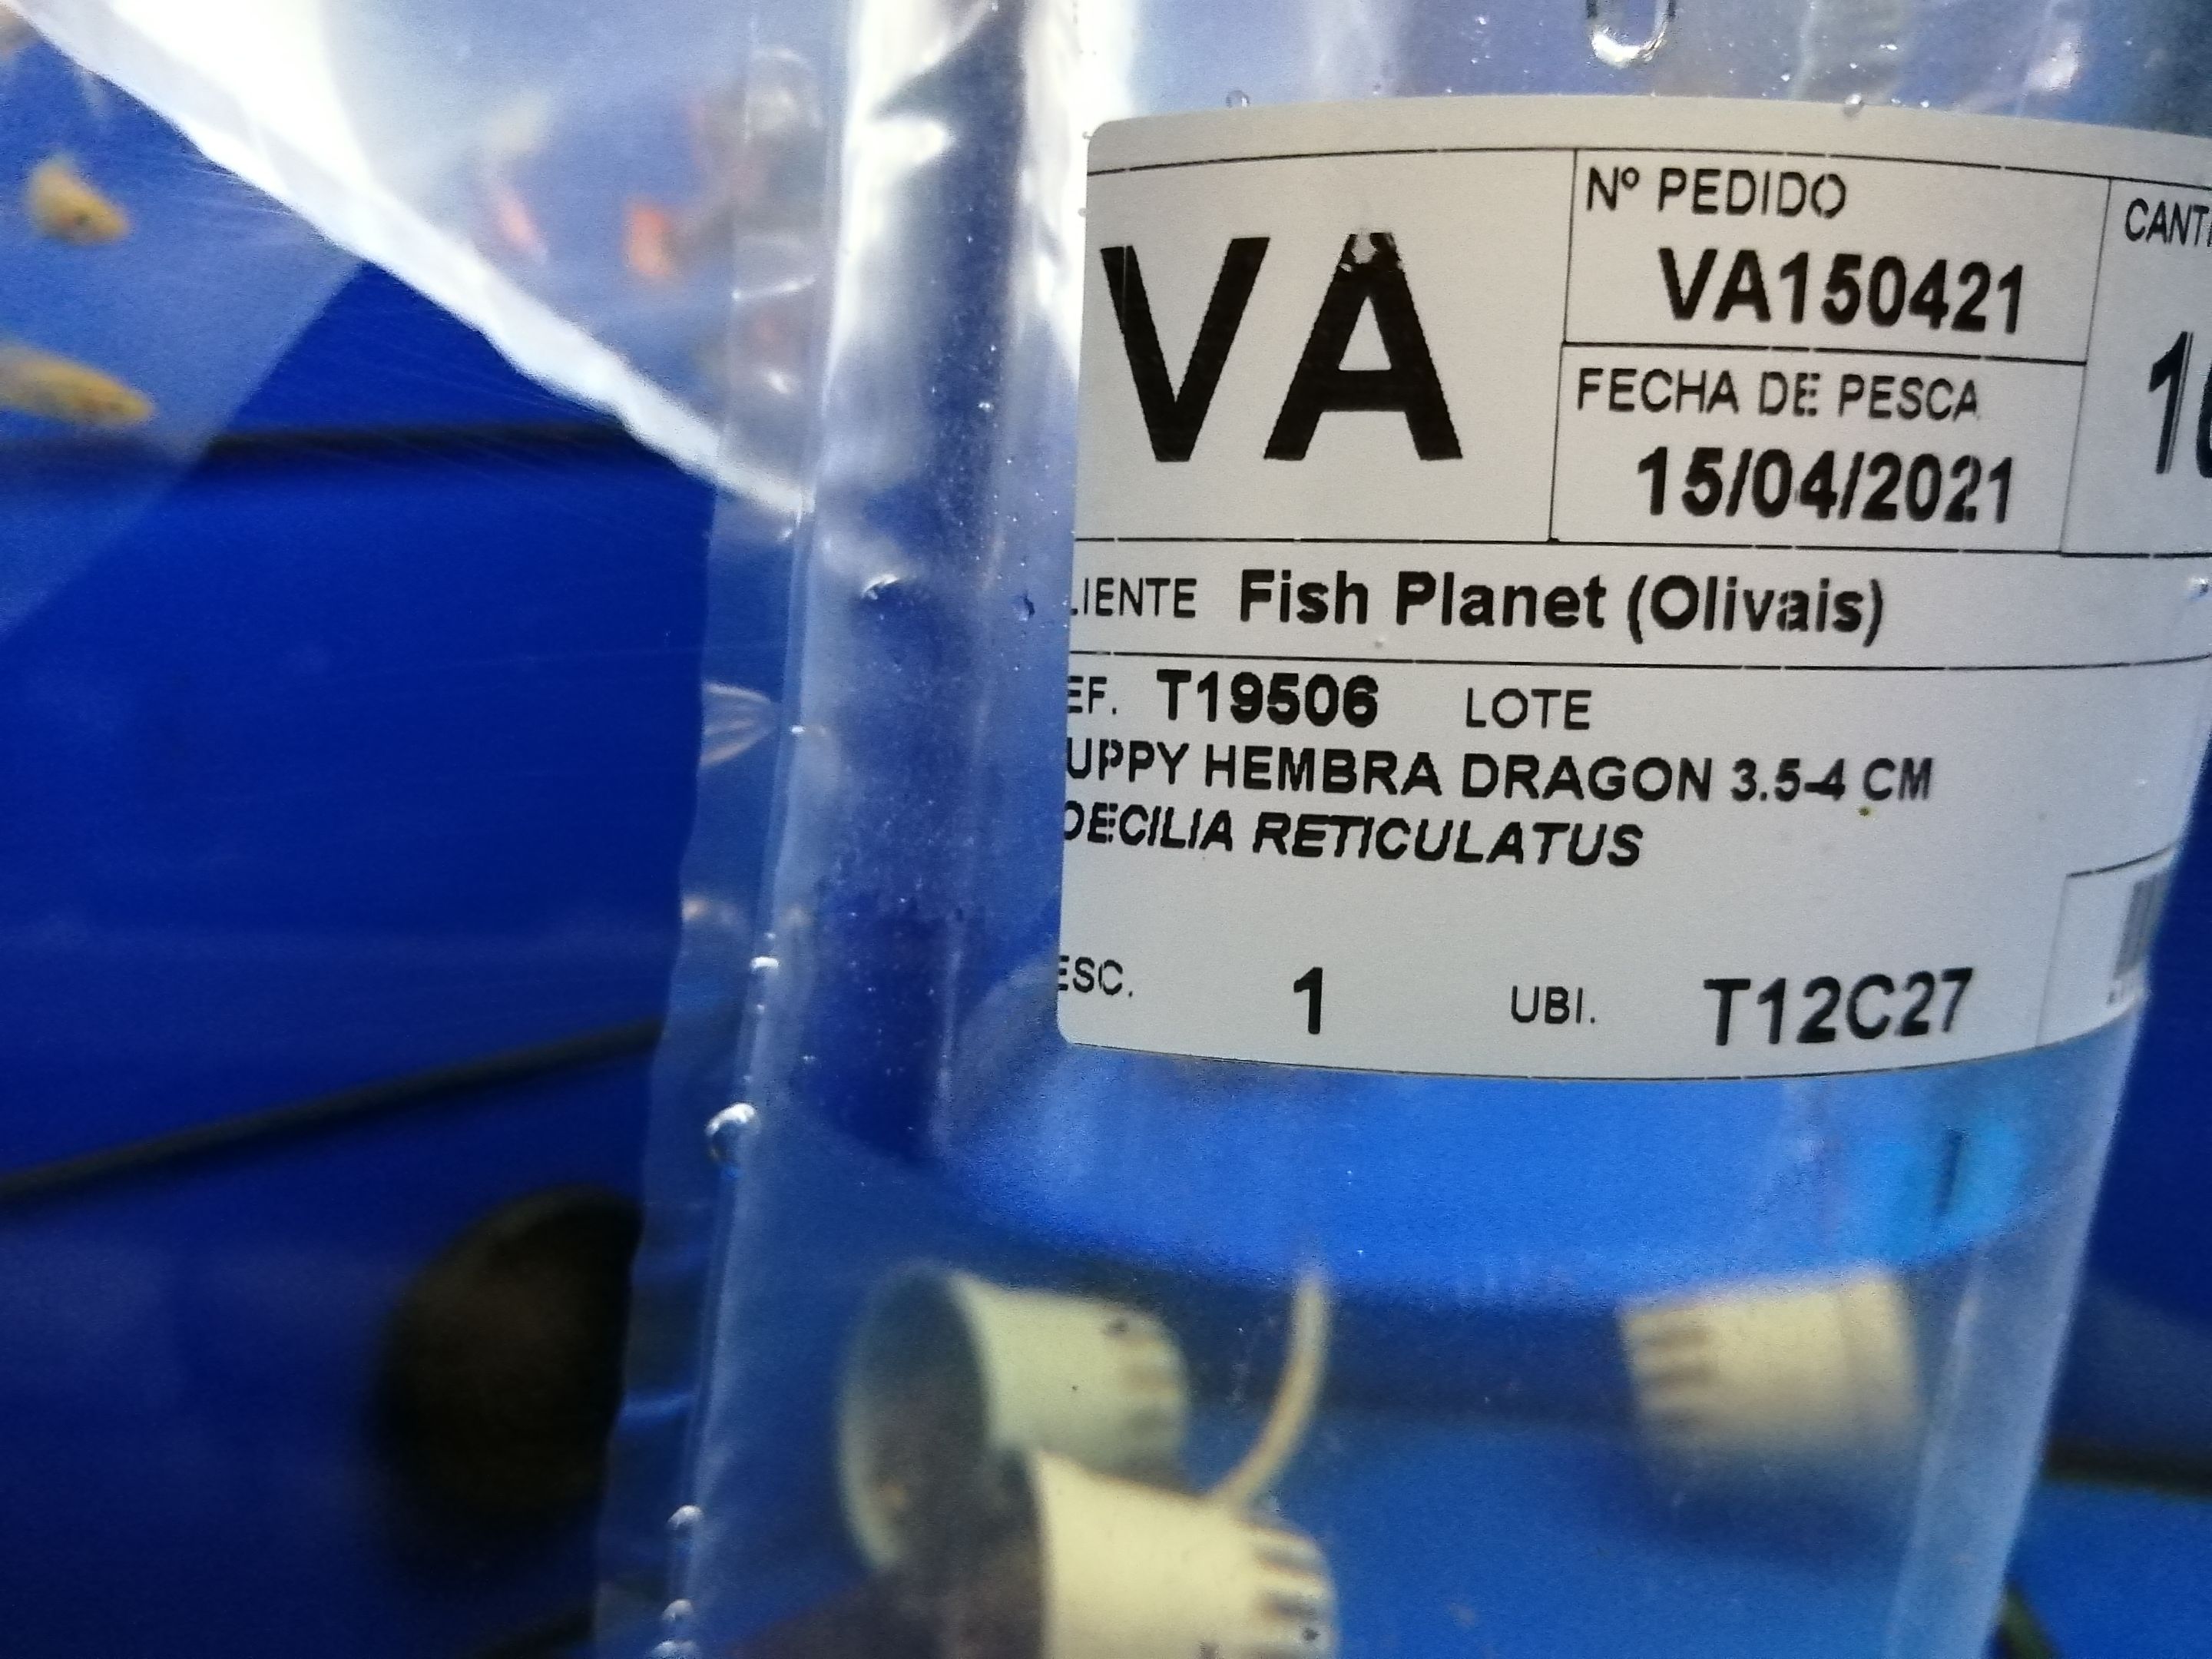 VA
Nº PEDIDO
VA150421
FECHA DE PESCA
15/04/2021
LIENTE Fish Planet (Olivais)
EF. T19506 LOTE
UPPY HEMBRA DRAGON 3.5-4 CM
OECILIA RETICULATUS
ESC. 1 UBI. T12C27